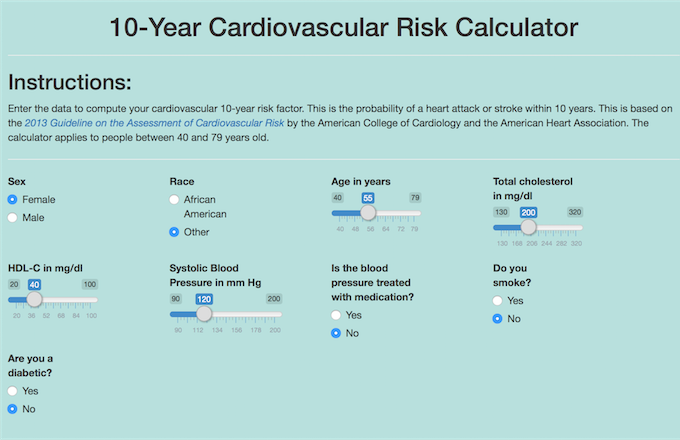 10-Year Cardiovascular Risk Calculator
Instructions:
Enter the data to compute your cardiovascular 10-year risk factor. This is the probability of a heart attack or stroke within 10 years. This is based on
the 2013 Guideline on the Assessment of Cardiovascular Risk by the American College of Cardiology and the American Heart Association. The
calculator applies to people between 40 and 79 years old.
Sex
Female
Male
Race
African
American
Other
Age in years
40 55 79
40 48 56 64 72 79
Total cholesterol
in mg/dl
130 200 320
130 168 206 244 282 320
HDL-C in mg/dl
20 40 100
20 36 52 68 84 100
Systolic Blood
Pressure in mm Hg
90 120 200
90 112 134 156 178 200
Is the blood
pressure treated
with medication?
Yes
No
Do you
smoke?
Yes
No
Are you a
diabetic?
Yes
No